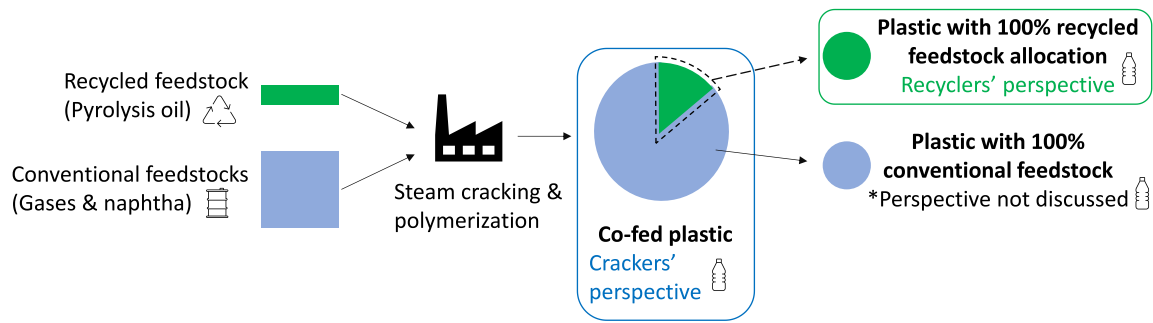 Recycled feedstock
(Pyrolysis oil)
Conventional feedstocks
(Gases & naphtha)
Steam cracking &
polymerization
Co-fed plastic
Crackers’
perspective
Plastic with 100% recycled
feedstock allocation
Recyclers’ perspective
Plastic with 100%
conventional feedstock
*Perspective not discussed